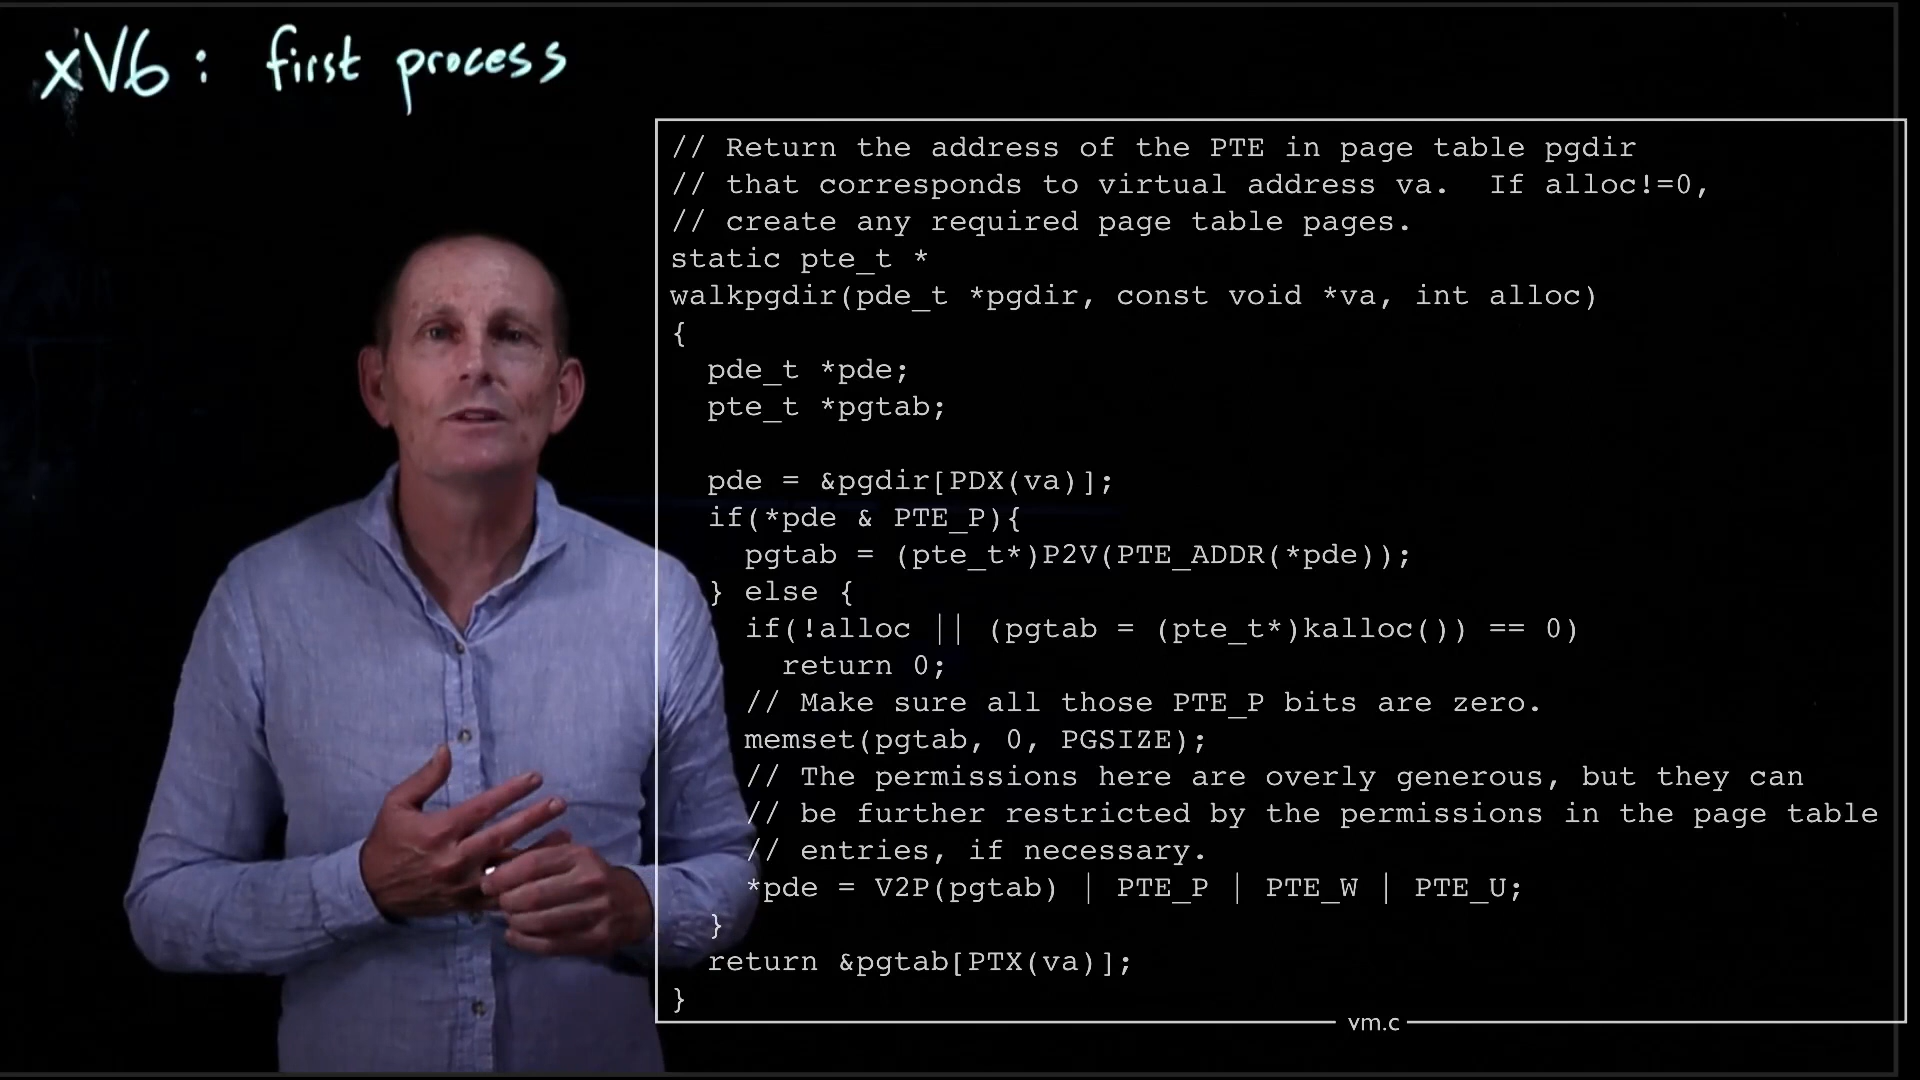 xV6: first process
// Return the address of the PTE in page table pgdir
// that corresponds to virtual address va.  If alloc!=0,
// create any required page table pages.
static pte_t *
walkpgdir(pde_t *pgdir, const void *va, int alloc)
{
  pde_t *pde;
  pte_t *pgtab;

  pde = &pgdir[PDX(va)];
  if(*pde & PTE_P){
    pgtab = (pte_t*)P2V(PTE_ADDR(*pde));
  } else {
    if(!alloc || (pgtab = (pte_t*)kalloc()) == 0)
      return 0;
    // Make sure all those PTE_P bits are zero.
    memset(pgtab, 0, PGSIZE);
    // The permissions here are overly generous, but they can
    // be further restricted by the permissions in the page table
    // entries, if necessary.
    *pde = V2P(pgtab) | PTE_P | PTE_W | PTE_U;
  }
  return &pgtab[PTX(va)];
}
vm.c